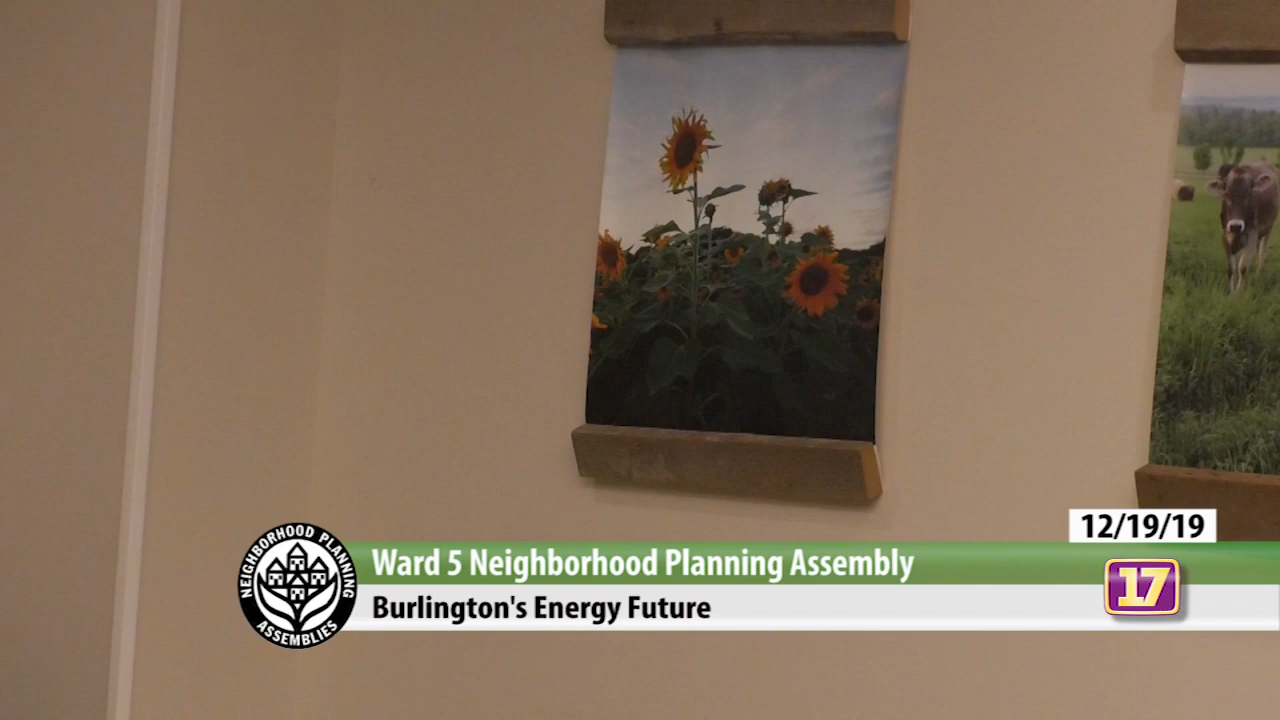 12/19/19
NEIGHBORHOOD PLANNING
ASSEMBLIES
Ward 5 Neighborhood Planning Assembly
17
Burlington's Energy Future